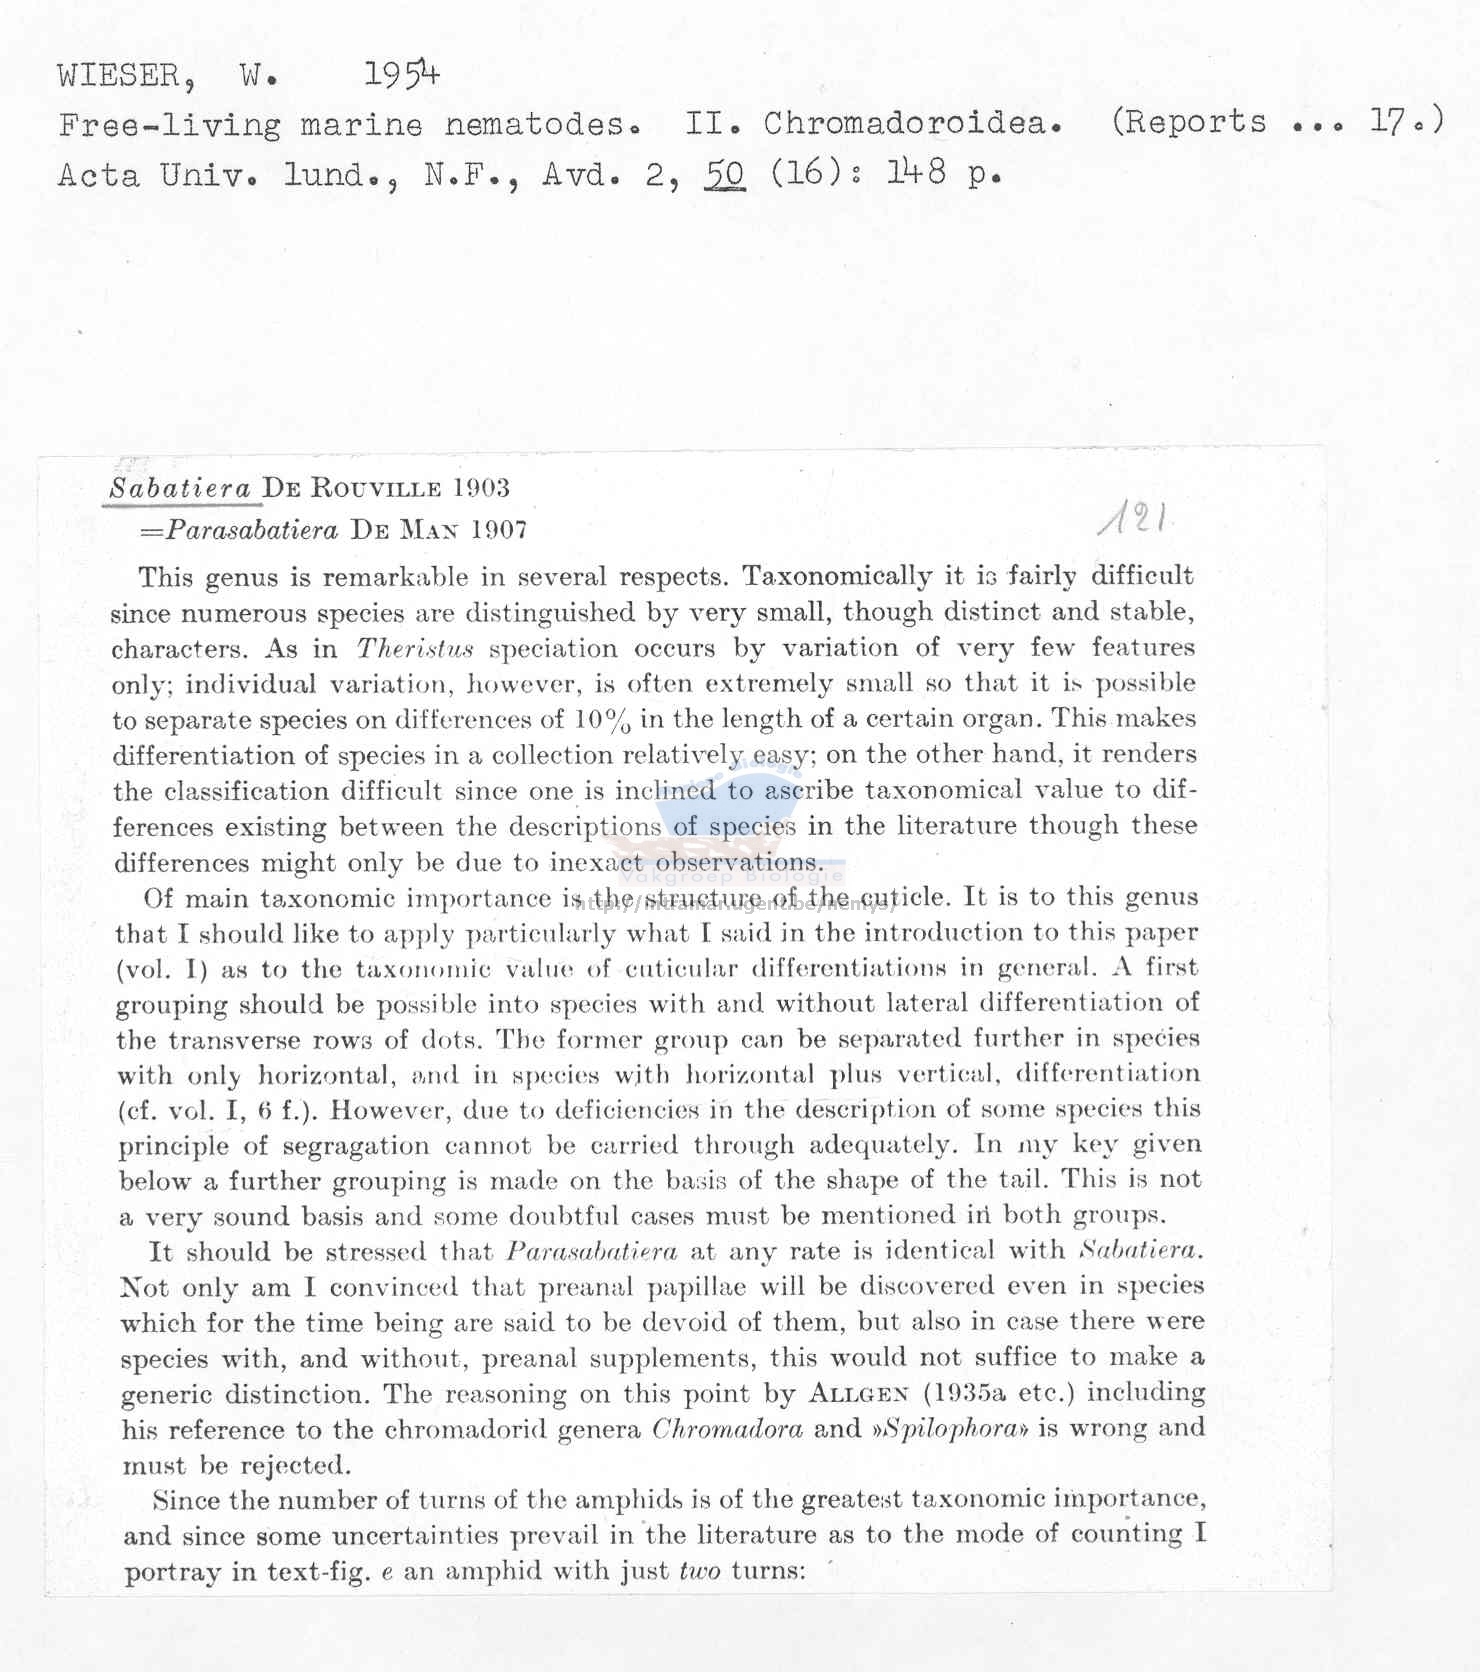 WIESER, W. 1954
Free-living marine nematodes. II. Chromadoroidea. (Reports ... 17.)
Acta Univ. lund., N.F., Avd. 2, 50 (16): 148 p.
Sabatiera DE ROUVILLE 1903
121
=Parasabatiera DE MAN 1907
This genus is remarkable in several respects. Taxonomically it is fairly difficult
since numerous species are distinguished by very small, though distinct and stable,
characters. As in Theristus speciation occurs by variation of very few features
only; individual variation, however, is often extremely small so that it is possible
to separate species on differences of 10% in the length of a certain organ. This makes
differentiation of species in a collection relatively easy; on the other hand, it renders
the classification difficult since one is inclined to ascribe taxonomical value to dif-
ferences existing between the descriptions of species in the literature though these
differences might only be due to inexact observations.
Vakgroep Biologie
Of main taxonomic importance is the structure of the cuticle. It is to this genus
that I should like to apply particularly what I said in the introduction to this paper
(vol. I) as to the taxonomic value of cuticular differentiations in general. A first
grouping should be possible into species with and without lateral differentiation of
the transverse rows of dots. The former group can be separated further in species
with only horizontal, and in species with horizontal plus vertical, differentiation
(cf. vol. I, 6 f.). However, due to deficiencies in the description of some species this
principle of segragation cannot be carried through adequately. In my key given
below a further grouping is made on the basis of the shape of the tail. This is not
a very sound basis and some doubtful cases must be mentioned in both groups.
It should be stressed that Parasabatiera at any rate is identical with Sabatiera.
Not only am I convinced that preanal papillae will be discovered even in species
which for the time being are said to be devoid of them, but also in case there were
species with, and without, preanal supplements, this would not suffice to make a
generic distinction. The reasoning on this point by ALLGEN (1935a etc.) including
his reference to the chromadorid genera Chromadora and »Spilophora» is wrong and
must be rejected.
Since the number of turns of the amphids is of the greatest taxonomic importance,
and since some uncertainties prevail in the literature as to the mode of counting I
portray in text-fig. e an amphid with just two turns: